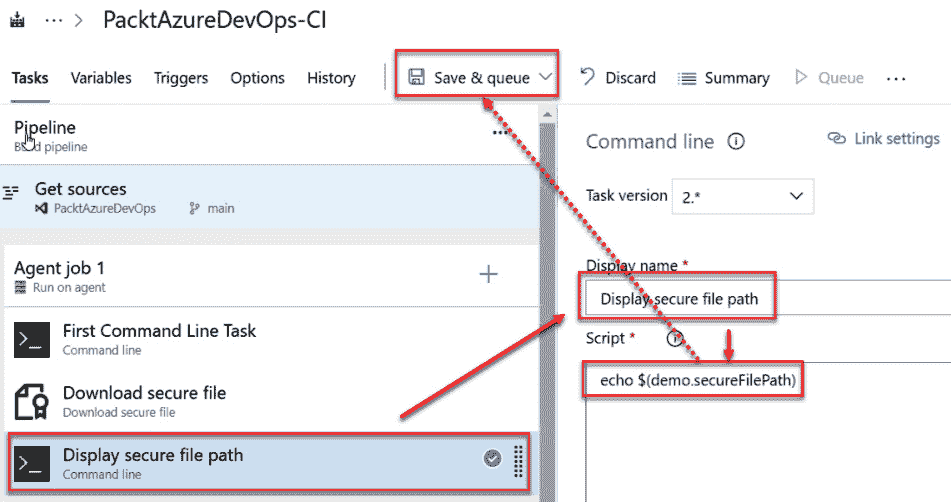 ··· > PacktAzureDevOps-CI
Tasks Variables Triggers Options History Save & queue Discard Summary Queue ...
Pipeline
Build pipeline
Get sources
PacktAzureDevOps main
Agent job 1
Run on agent
First Command Line Task
Command line
Download secure file
Download secure file
Display secure file path
Command line
Command line Link settings
Task version 2.*
Display name *
Display secure file path
Script *
echo $(demo.secureFilePath)